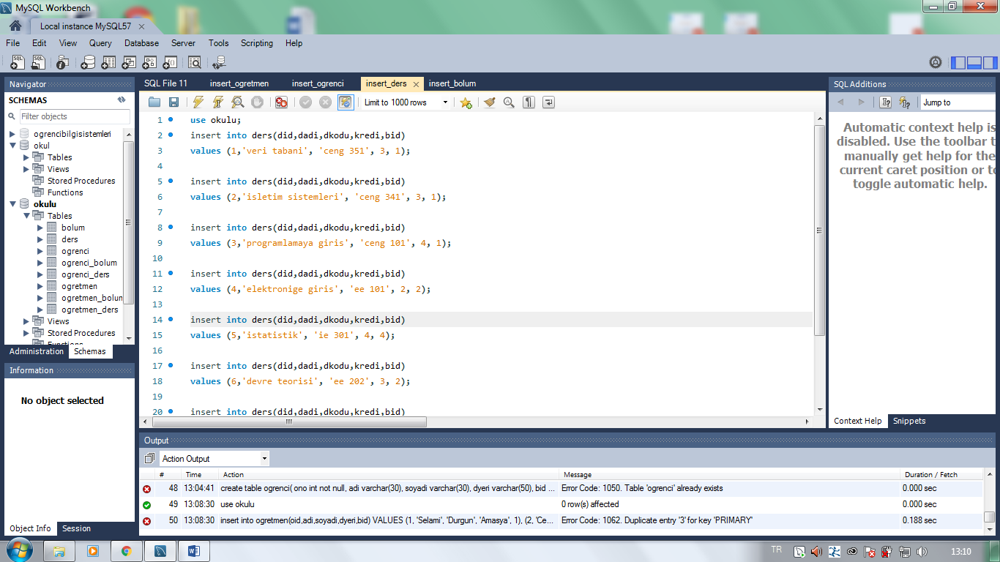 MySQL Workbench
Local instance MySQL57
File Edit View Query Database Server Tools Scripting Help
Navigator
SCHEMAS
Filter objects
ogrencibilgisistemleri
okul
Tables
Views
Stored Procedures
Functions
okulu
Tables
bolum
ders
ogrenci
ogrenci_bolum
ogrenci_ders
ogretmen
ogretmen_bolun
ogretmen_ders
Views
Stored Procedures
Administration Schemas
Information
No object selected
Object Info Session
SQL File 11 insert_ogretmen insert_ogrenci insert_ders insert_bolum
Limit to 1000 rows
1 use okulu;
2 insert into ders(did,dadi,dkodu,kredi,bid)
3 values (1,'veri tabani', 'ceng 351', 3, 1);
4
5 insert into ders(did,dadi,dkodu,kredi,bid)
6 values (2,'isletim sistemleri', 'ceng 341', 3, 1);
7
8 insert into ders(did,dadi,dkodu,kredi,bid)
9 values (3,'programlamaya giris', 'ceng 101', 4, 1);
10
11 insert into ders(did,dadi,dkodu,kredi,bid)
12 values (4,'elektronige giris', 'ee 101', 2, 2);
13
14 insert into ders(did,dadi,dkodu,kredi,bid)
15 values (5,'istatistik', 'ie 301', 4, 4);
16
17 insert into ders(did,dadi,dkodu,kredi,bid)
18 values (6,'devre teorisi', 'ee 202', 3, 2);
19
20 insert into ders(did,dadi,dkodu,kredi,bid)
SQL Additions
Jump to
Automatic context help is
disabled. Use the toolbar t
manually get help for the
current caret position or to
toggle automatic help.
Context Help Snippets
Output
Action Output
# Time Action Message Duration / Fetch
48 13:04:41 create table ogrenci( ono int not null, adi varchar(30), soyadi varchar(30), dyeri varchar(50), bid ... Error Code: 1050. Table 'ogrenci' already exists 0.000 sec
49 13:08:30 use okulu 0 row(s) affected 0.000 sec
50 13:08:30 insert into ogretmen(oid,adi,soyadi,dyeri,bid) VALUES (1, 'Selami', 'Durgun', 'Amasya', 1), (2, 'Ce... Error Code: 1062. Duplicate entry '3' for key 'PRIMARY' 0.188 sec
TR 13:10